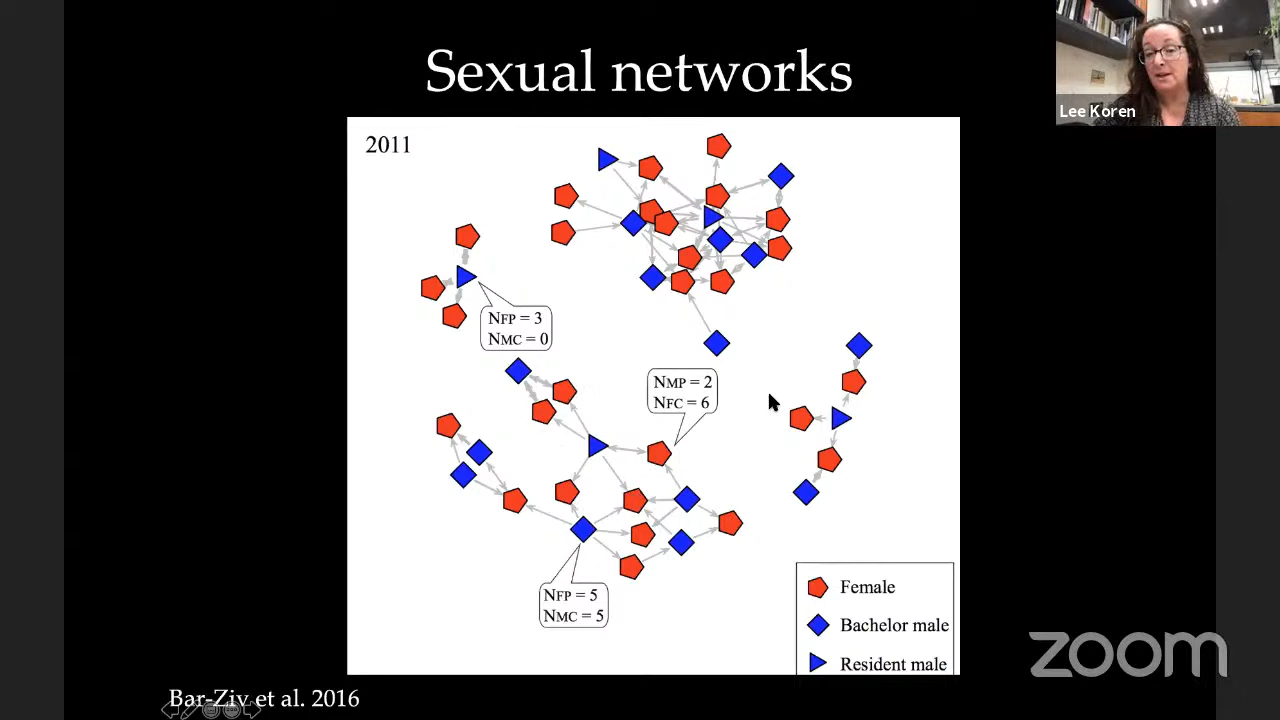 Sexual networks
Lee Koren
2011
NFP = 3
NMC = 0
NMP = 2
NFC = 6
NFP = 5
NMC = 5
Female
Bachelor male
Resident male
zoom
Bar-Ziv et al. 2016